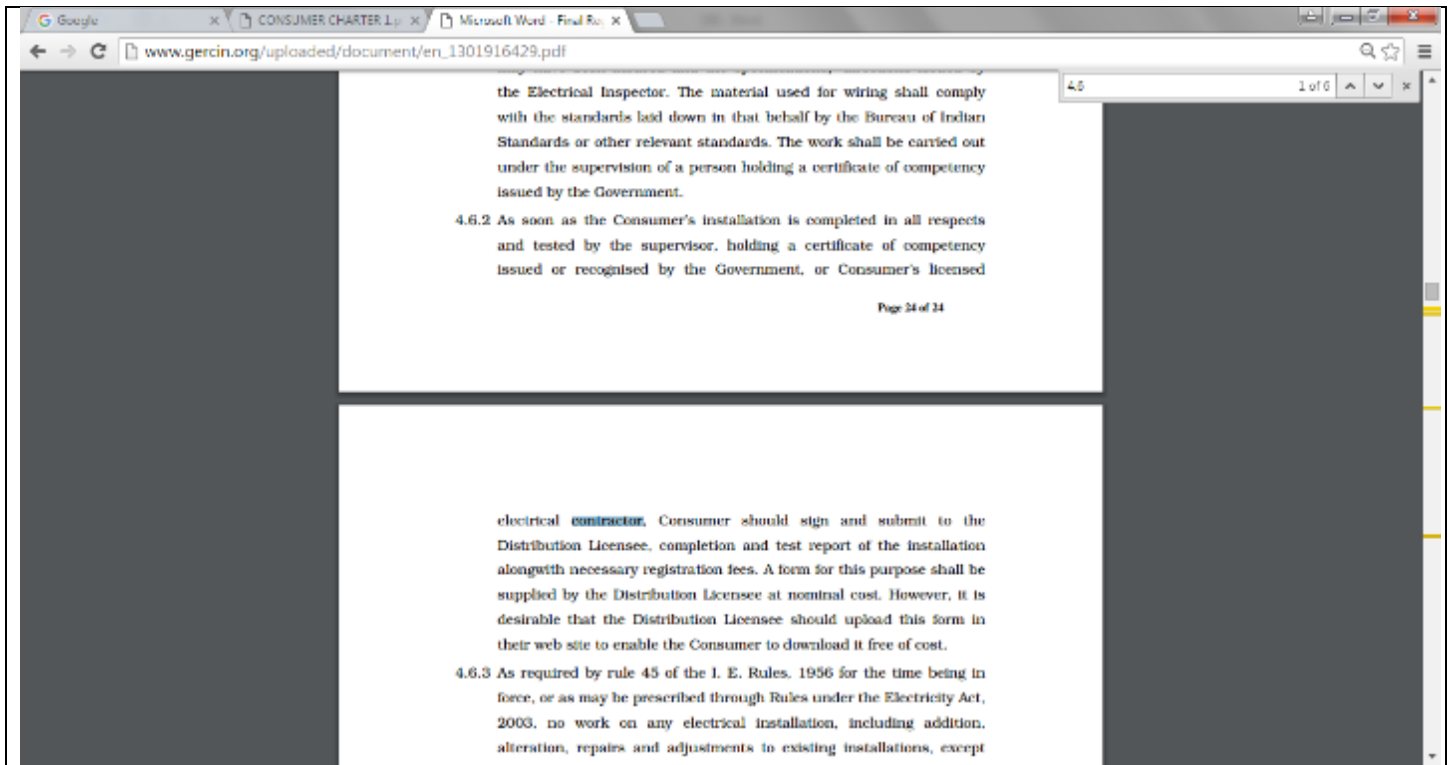 Google
CONSUMER CHARTER 1.p
Microsoft Word - Final Re
www.gercin.org/uploaded/document/en_1301916429.pdf
4.6
1 of 6
the Electrical Inspector. The material used for wiring shall comply
with the standards laid down in that behalf by the Bureau of Indian
Standards or other relevant standards. The work shall be carried out
under the supervision of a person holding a certificate of competency
issued by the Government.
4.6.2 As soon as the Consumer's installation is completed in all respects
and tested by the supervisor, holding a certificate of competency
issued or recognised by the Government, or Consumer's licensed
Page 24 of 24
electrical contractor, Consumer should sign and submit to the
Distribution Licensee, completion and test report of the installation
alongwith necessary registration fees. A form for this purpose shall be
supplied by the Distribution Licensee at nominal cost. However, it is
desirable that the Distribution Licensee should upload this form in
their web site to enable the Consumer to download it free of cost.
4.6.3 As required by rule 45 of the I. E. Rules, 1956 for the time being in
force, or as may be prescribed through Rules under the Electricity Act,
2003, no work on any electrical installation, including addition,
alteration, repairs and adjustments to existing installations, except